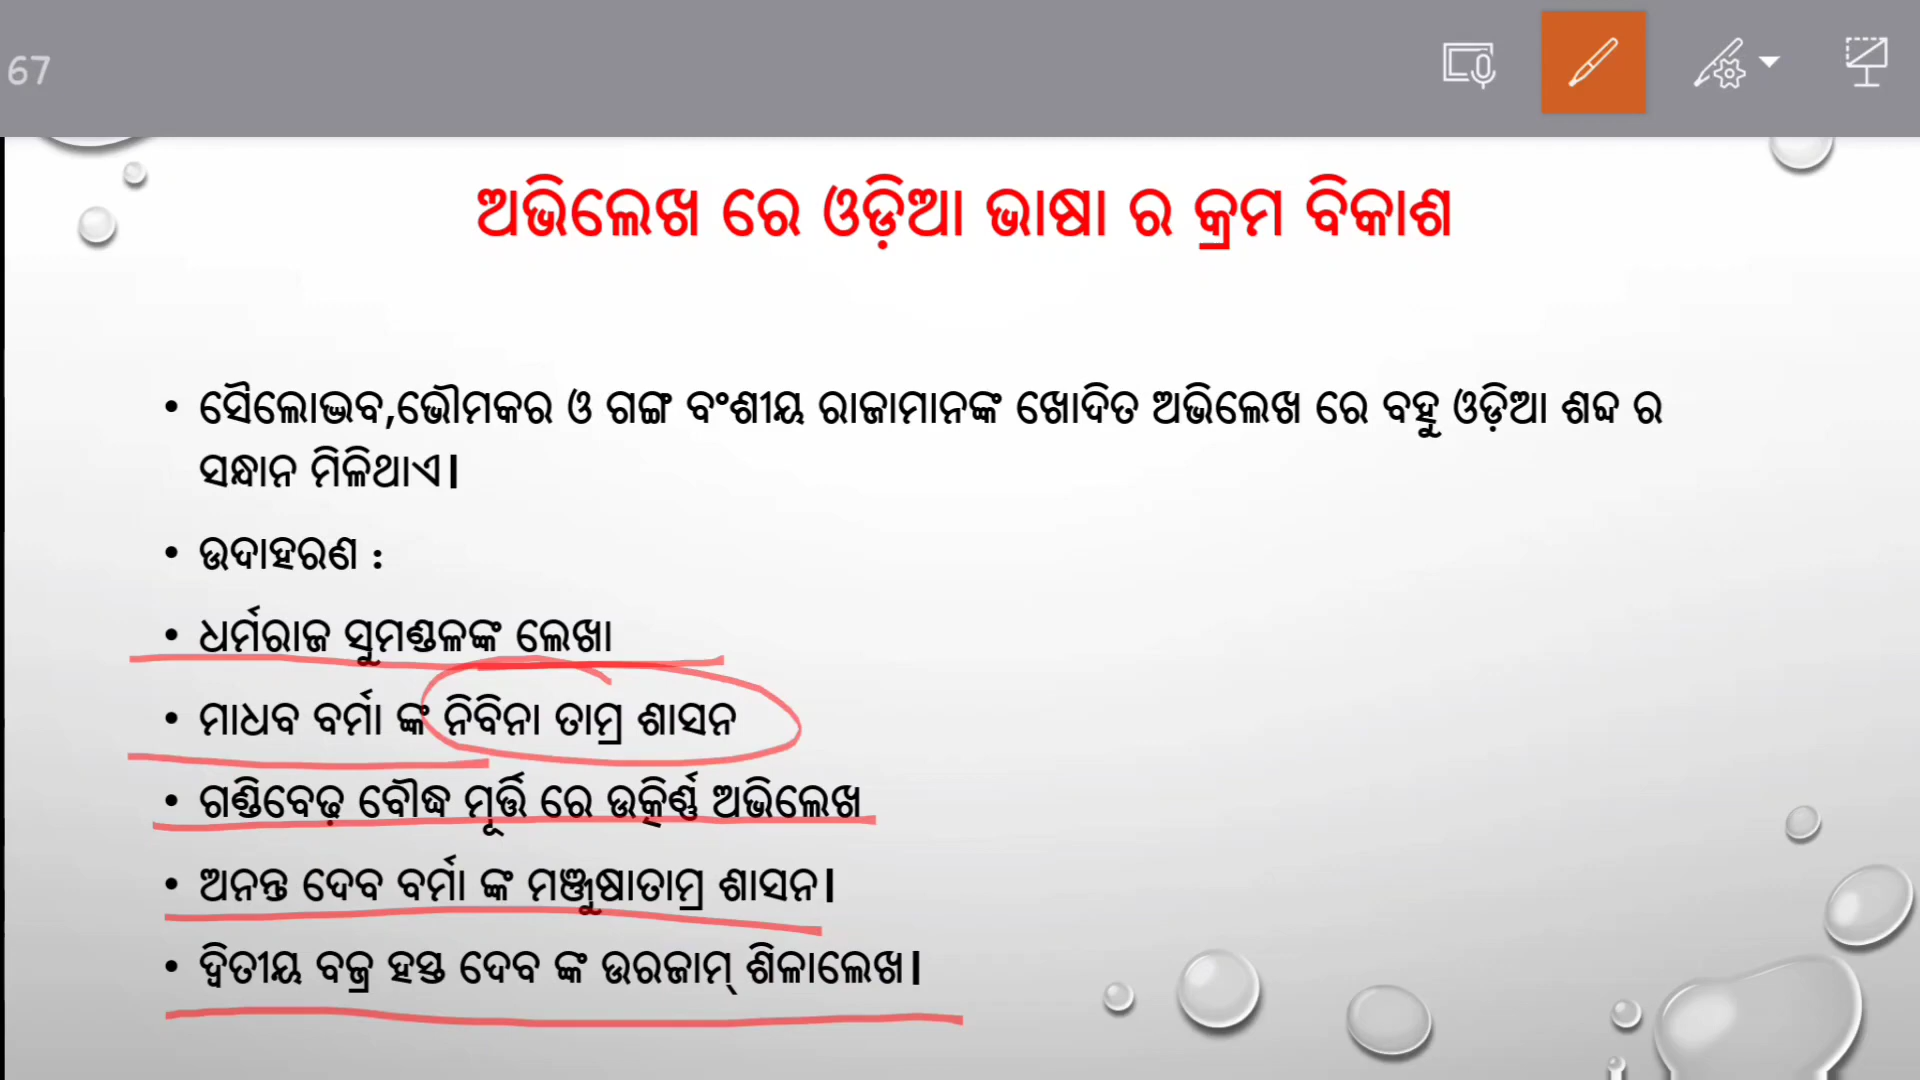 67
ଅଭିଲେଖ ରେ ଓଡ଼ିଆ ଭାଷା ର କ୍ରମ ବିକାଶ
• ସୈଲୋଦ୍ଭବ,ଭୌମକର ଓ ଗଙ୍ଗ ବଂଶୀୟ ରାଜାମାନଙ୍କ ଖୋଦିତ ଅଭିଲେଖ ରେ ବହୁ ଓଡ଼ିଆ ଶବ୍ଦ ର
ସନ୍ଧାନ ମିଳିଥାଏ।
• ଉଦାହରଣ :
• ଧର୍ମରାଜ ସୁମଣ୍ଡଳଙ୍କ ଲେଖା
• ମାଧବ ବର୍ମା ଙ୍କ ନିବିନା ତାମ୍ର ଶାସନ
• ଗଣ୍ଡିବେଢ଼ ବୌଦ୍ଧ ମୂର୍ତ୍ତି ରେ ଉତ୍କିର୍ଣ୍ଣ ଅଭିଲେଖ
• ଅନନ୍ତ ଦେବ ବର୍ମା ଙ୍କ ମଞ୍ଜୁଷାତାମ୍ର ଶାସନ।
• ଦ୍ଵିତୀୟ ବଜ୍ର ହସ୍ତ ଦେବ ଙ୍କ ଉରଜାମ୍ ଶିଳାଲେଖ।